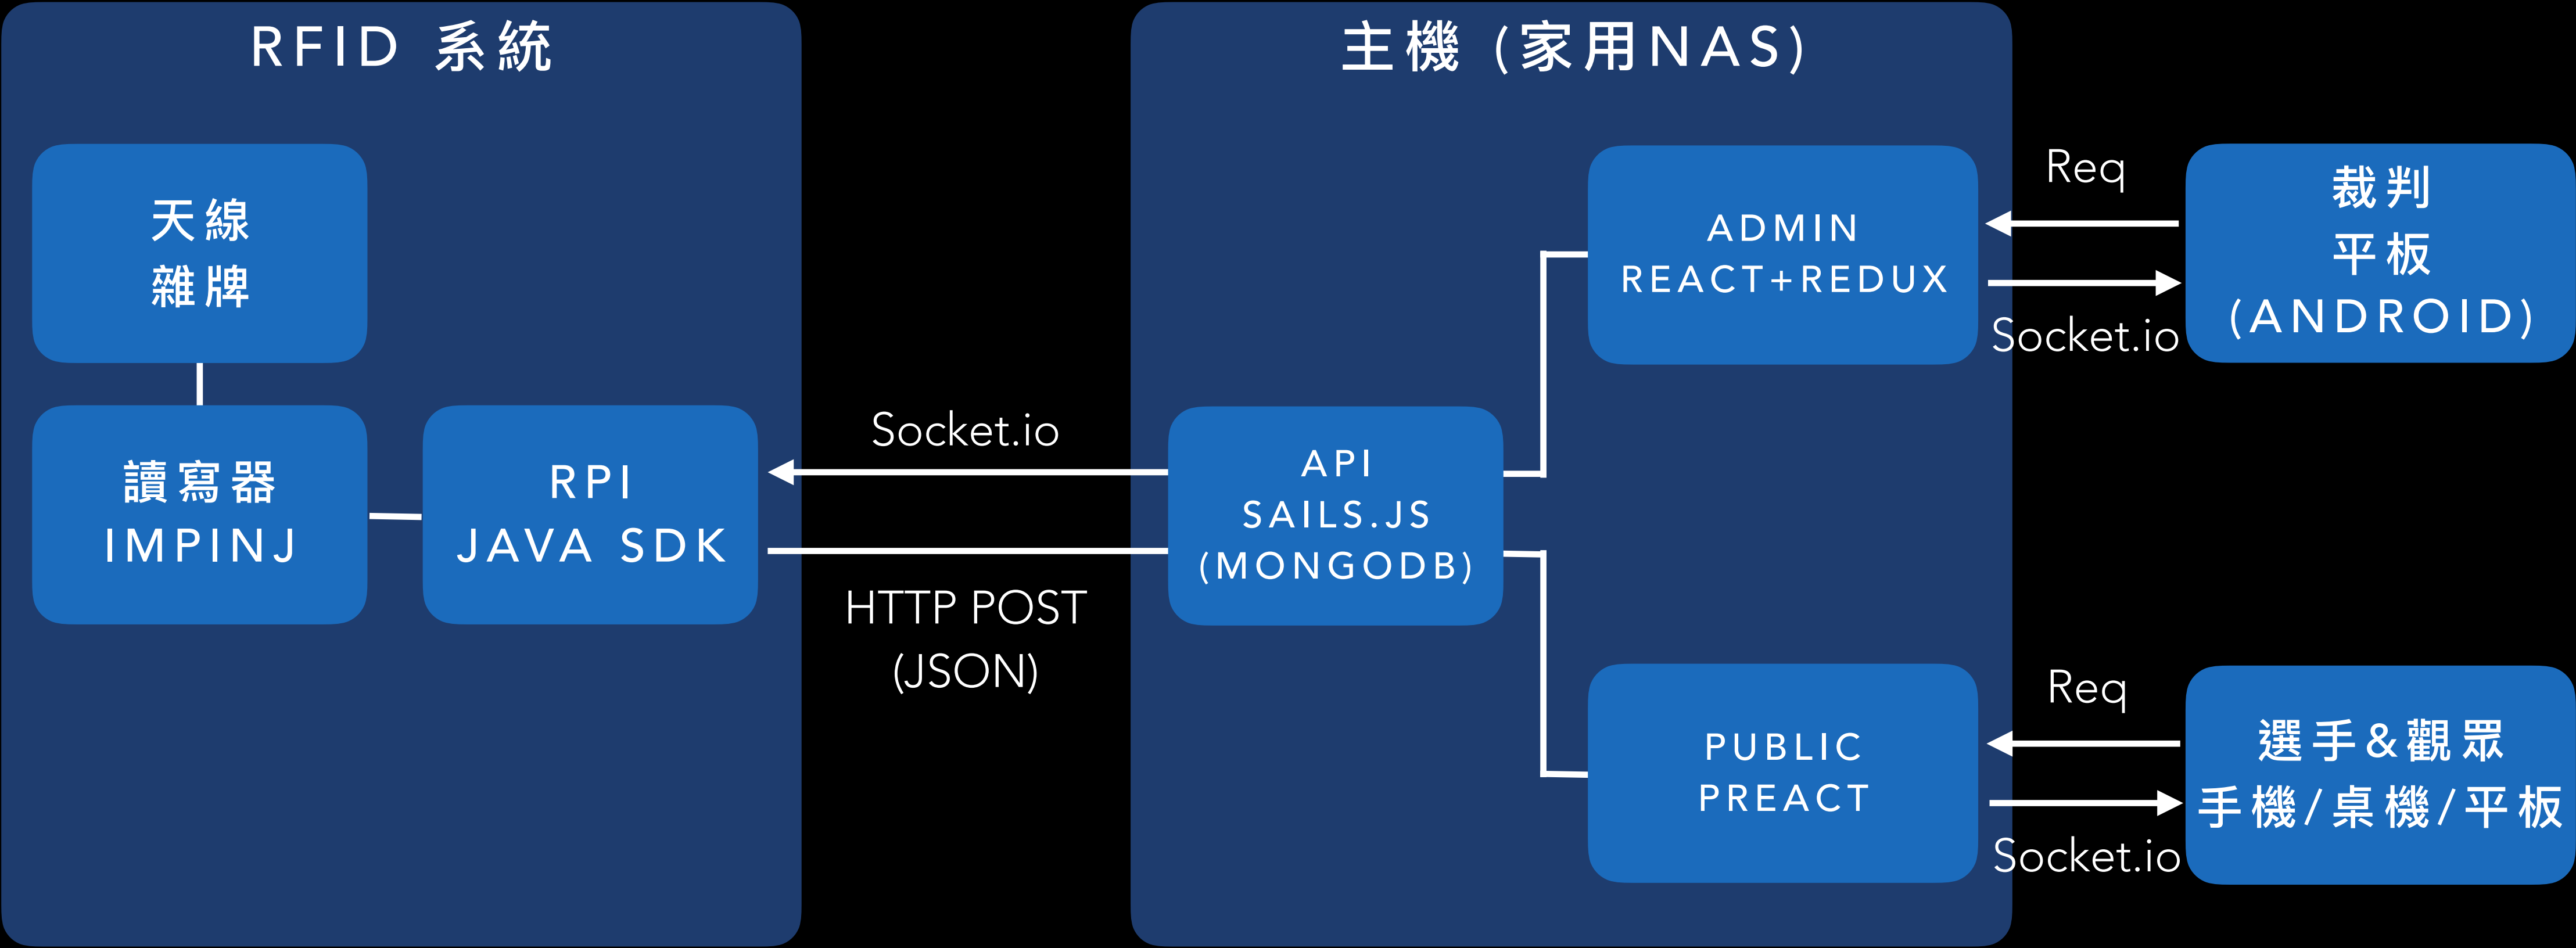 RFID 系統
天線
雜牌
讀寫器
IMPINJ
RPI
JAVA SDK
Socket.io
HTTP POST
(JSON)
主機 (家用NAS)
API
SAILS.JS
(MONGODB)
ADMIN
REACT+REDUX
PUBLIC
PREACT
Req
Socket.io
裁判
平板
(ANDROID)
Req
Socket.io
選手&觀眾
手機/桌機/平板